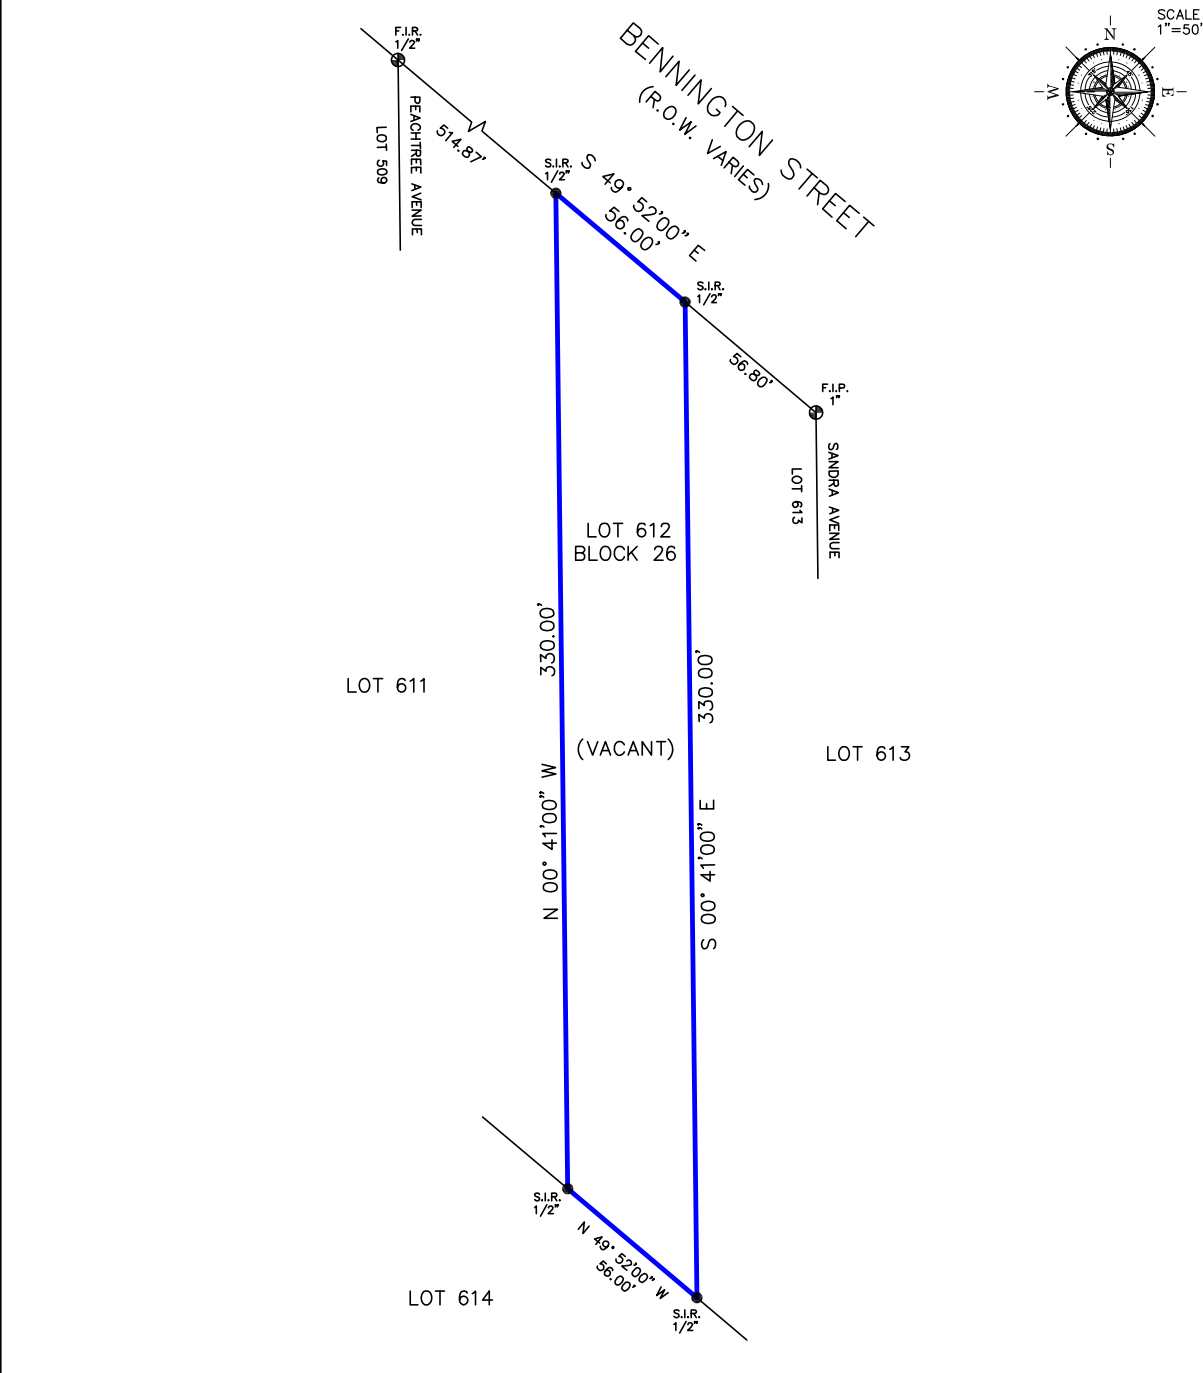 SCALE
1"=50'
N
W
E
S
F.I.R.
1/2"
PEACHTREE AVENUE
LOT 509
514.87'
BENNINGTON STREET
(R.O.W. VARIES)
S.I.R.
1/2"
S 49° 52'00" E
56.00'
S.I.R.
1/2"
56.80'
F.I.P.
1"
SANDRA AVENUE
LOT 613
LOT 612
BLOCK 26
330.00'
N 00° 41'00" W
330.00'
S 00° 41'00" E
LOT 611
(VACANT)
LOT 613
S.I.R.
1/2"
N 49° 52'00" W
56.00'
LOT 614
S.I.R.
1/2"